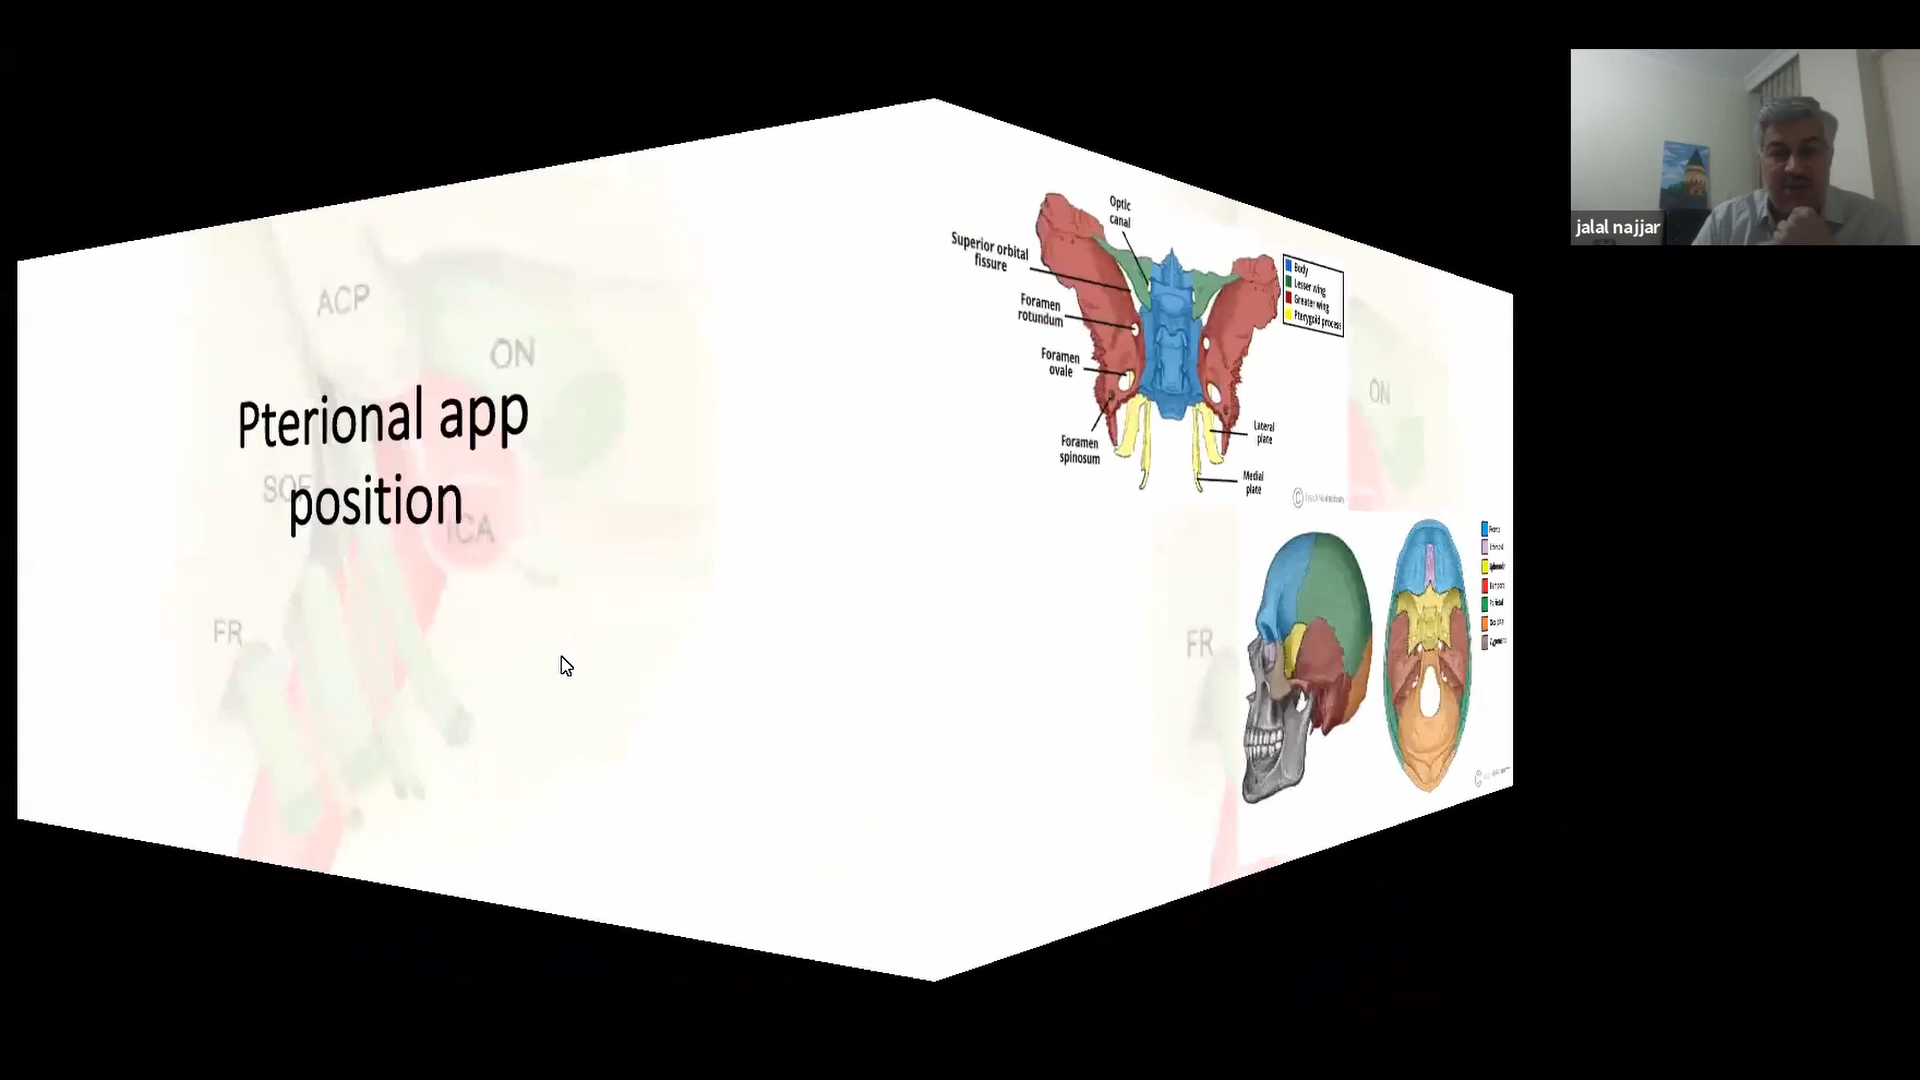 ACP
ON
Pterional app
position
SOF
ICA
FR
Optic
canal
Superior orbital
fissure
Foramen
rotundum
Foramen
ovale
Foramen
spinosum
Lateral
plate
Medial
plate
Body
Lesser wing
Greater wing
Pterygoid process
ON
FR
jalal najjar